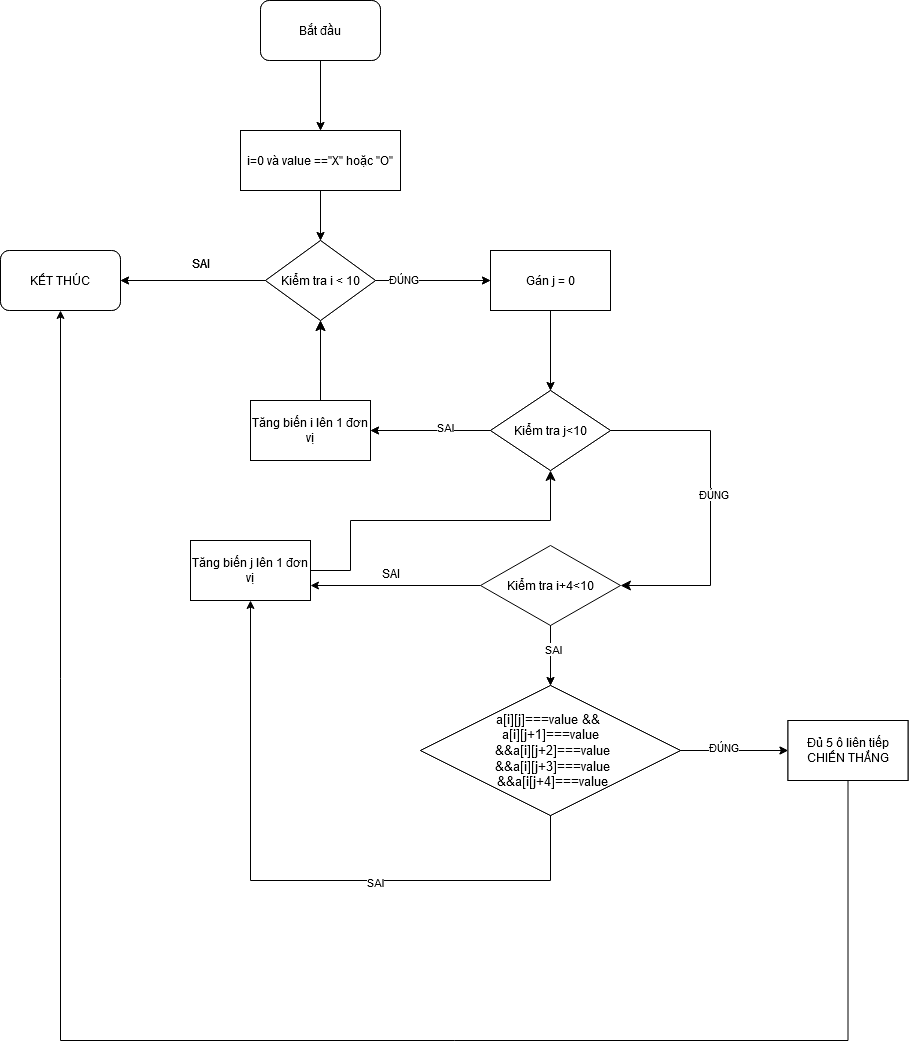 Bắt đầu
i=0 và value =="X" hoặc "O"
SAI
KẾT THÚC
Kiểm tra i < 10
ĐÚNG
Gán j = 0
Tăng biến i lên 1 đơn
vị
SAI
Kiểm tra j<10
ĐÚNG
Tăng biến j lên 1 đơn
vị
SAI
Kiểm tra i+4<10
SAI
a[i][j]===value &&
a[i][j+1]===value
&&a[i][j+2]===value
&&a[i][j+3]===value
&&a[i[j+4]===value
ĐÚNG
Đủ 5 ô liên tiếp
CHIẾN THẮNG
SAI